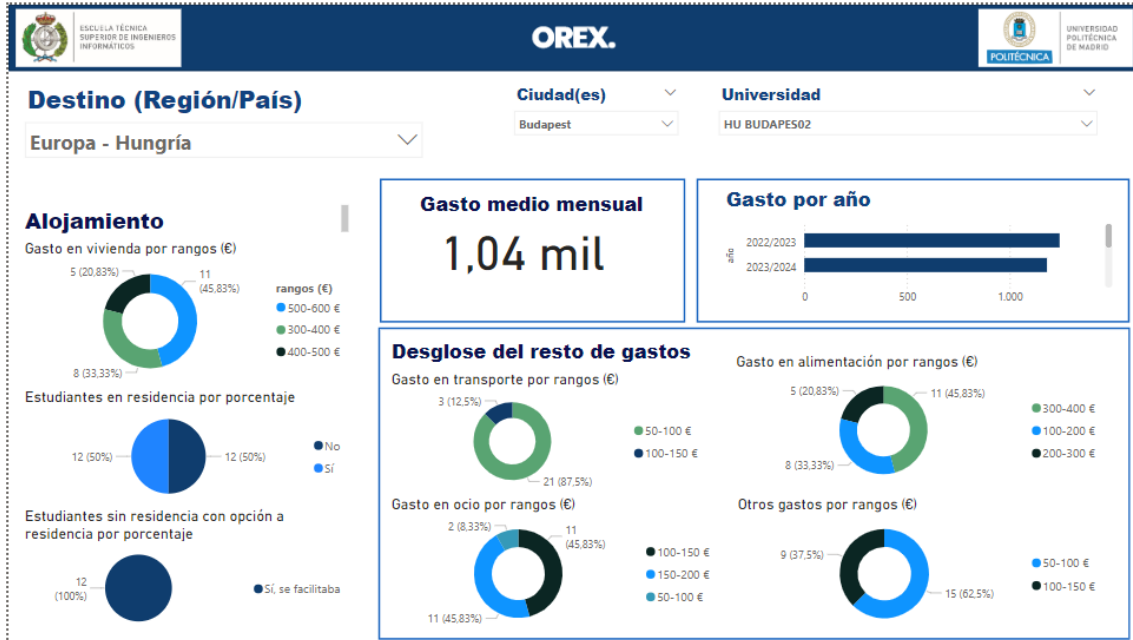 ESCUELA TÉCNICA
SUPERIOR DE INGENIEROS
INFORMÁTICOS
OREX.
POLITÉCNICA
UNIVERSIDAD
POLITÉCNICA
DE MADRID
Destino (Región/País)
Europa - Hungría
Ciudad(es)
Budapest
Universidad
HU BUDAPES02
Alojamiento
Gasto en vivienda por rangos (€)
5 (20,83%)
11
(45,83%)
8 (33,33%)
rangos (€)
500-600 €
300-400 €
400-500 €
Estudiantes en residencia por porcentaje
12 (50%)
12 (50%)
No
Sí
Estudiantes sin residencia con opción a
residencia por porcentaje
12
(100%)
Sí, se facilitaba
Gasto medio mensual
1,04 mil
Gasto por año
año
2022/2023
2023/2024
0
500
1.000
Desglose del resto de gastos
Gasto en transporte por rangos (€)
3 (12,5%)
21 (87,5%)
50-100 €
100-150 €
Gasto en alimentación por rangos (€)
5 (20,83%)
11 (45,83%)
8 (33,33%)
300-400 €
100-200 €
200-300 €
Gasto en ocio por rangos (€)
2 (8,33%)
11
(45,83%)
11 (45,83%)
100-150 €
150-200 €
50-100 €
Otros gastos por rangos (€)
9 (37,5%)
15 (62,5%)
50-100 €
100-150 €